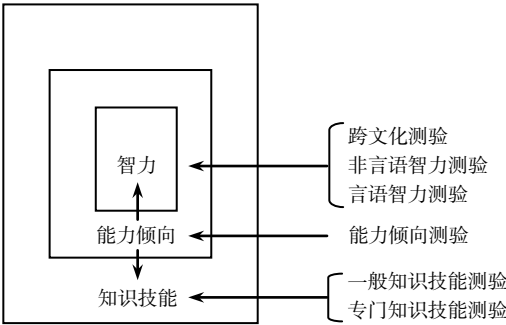 跨文化测验
智力
非言语智力测验
言语智力测验
能力倾向
能力倾向测验
一般知识技能测验
知识技能
专门知识技能测验